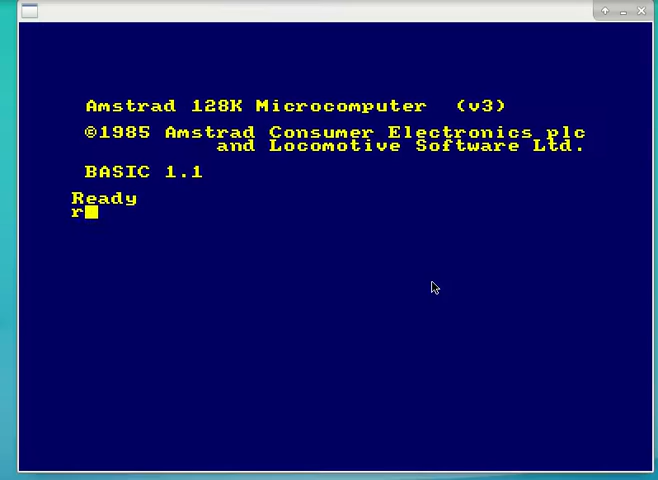 Amstrad 128K Microcomputer (v3)
©1985 Amstrad Consumer Electronics plc
and Locomotive Software Ltd.
BASIC 1.1
Ready
r